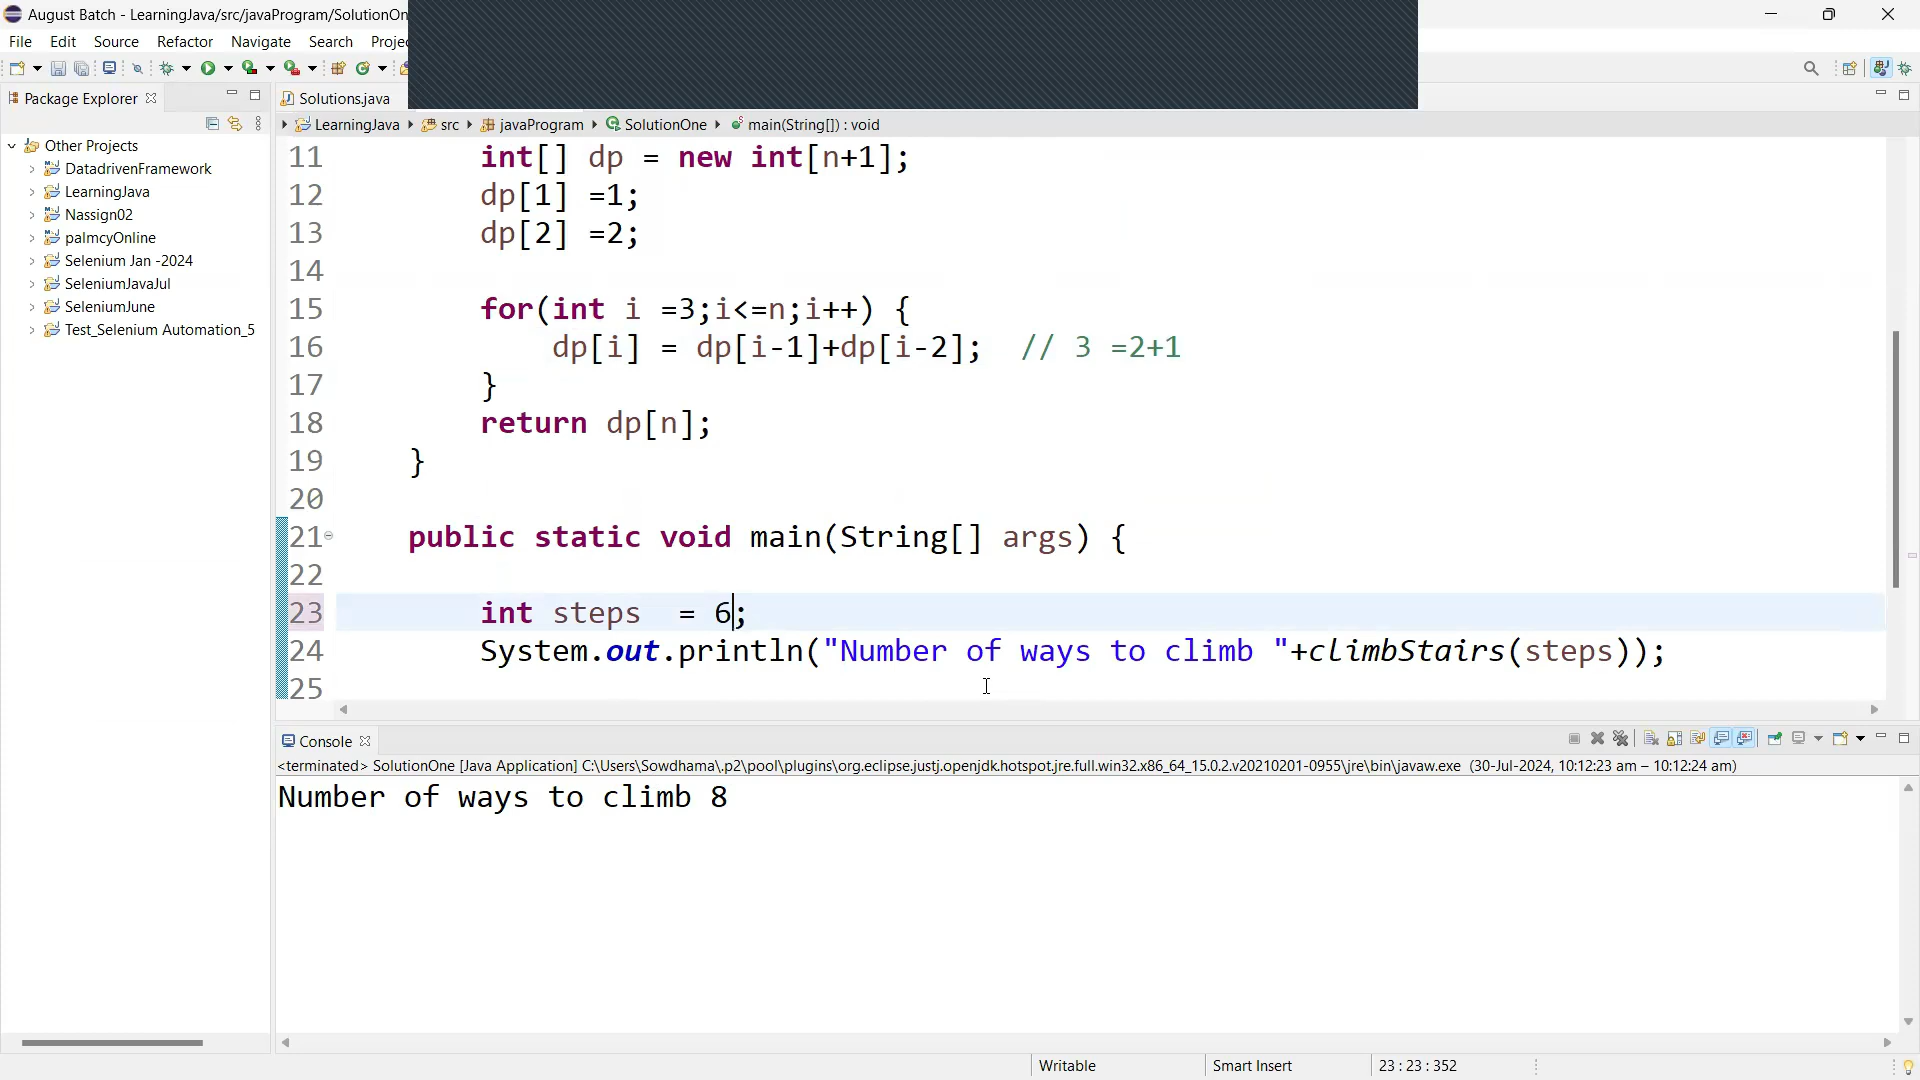 August Batch - LearningJava/src/javaProgram/SolutionOn
File Edit Source Refactor Navigate Search Projec
Package Explorer
Solutions.java
LearningJava src javaProgram SolutionOne main(String[]) : void
Other Projects
DatadrivenFramework
LearningJava
Nassign02
palmcyOnline
Selenium Jan -2024
SeleniumJavaJul
SeleniumJune
Test_Selenium Automation_5
11 int[] dp = new int[n+1];
12 dp[1] =1;
13 dp[2] =2;
14
15 for(int i =3;i<=n;i++) {
16 dp[i] = dp[i-1]+dp[i-2]; // 3 =2+1
17 }
18 return dp[n];
19 }
20
21 public static void main(String[] args) {
22
23 int steps = 6;
24 System.out.println("Number of ways to climb "+climbStairs(steps));
25
Console
<terminated> SolutionOne [Java Application] C:\Users\Sowdhama\.p2\pool\plugins\org.eclipse.justj.openjdk.hotspot.jre.full.win32.x86_64_15.0.2.v20210201-0955\jre\bin\javaw.exe (30-Jul-2024, 10:12:23 am – 10:12:24 am)
Number of ways to climb 8
Writable Smart Insert 23 : 23 : 352